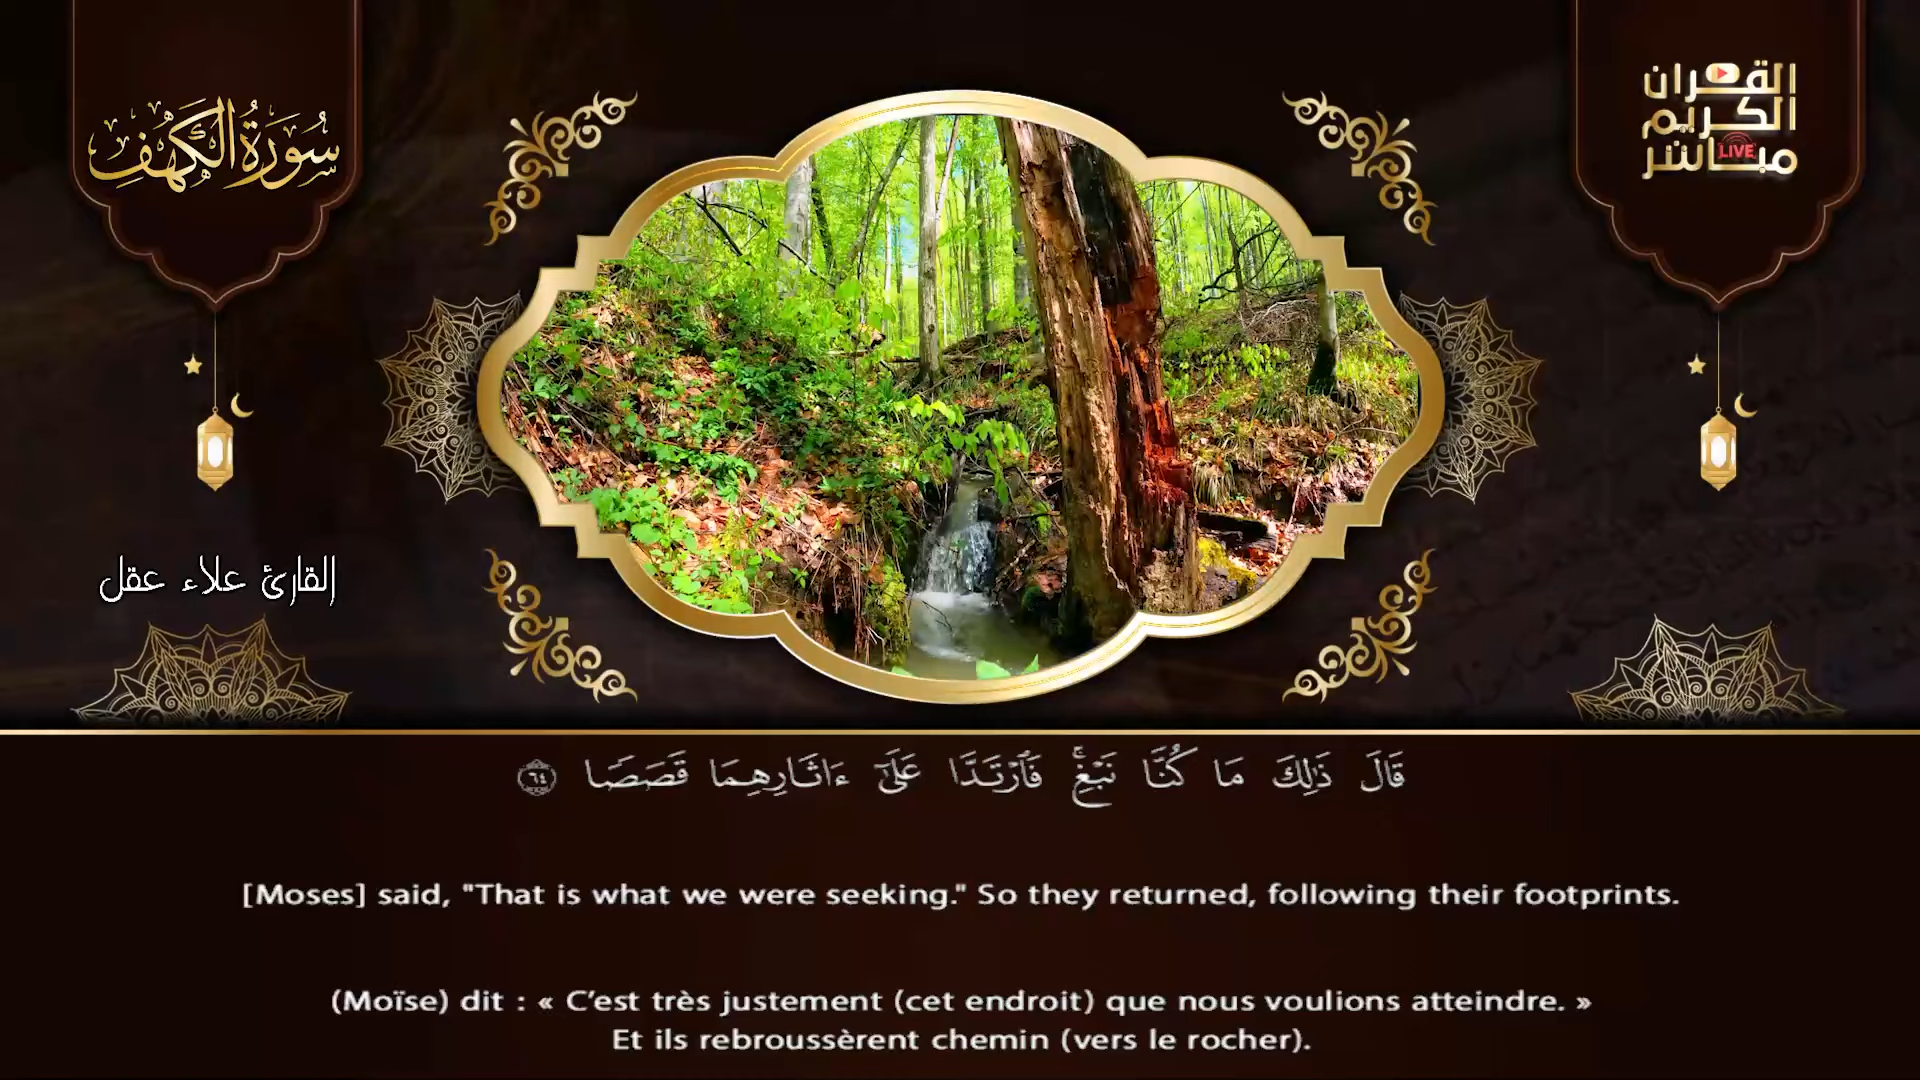 سُورَةُ الكَهْفِ
القرآن
الكريم
مباشر
LIVE
القارئ علاء عقل
قَالَ ذَٰلِكَ مَا كُنَّا نَبْغِ ۚ فَٱرْتَدَّا عَلَىٰٓ ءَاثَارِهِمَا قَصَصًا ٦٤
[Moses] said, "That is what we were seeking." So they returned, following their footprints.
(Moïse) dit : « C’est très justement (cet endroit) que nous voulions atteindre. »
Et ils rebroussèrent chemin (vers le rocher).